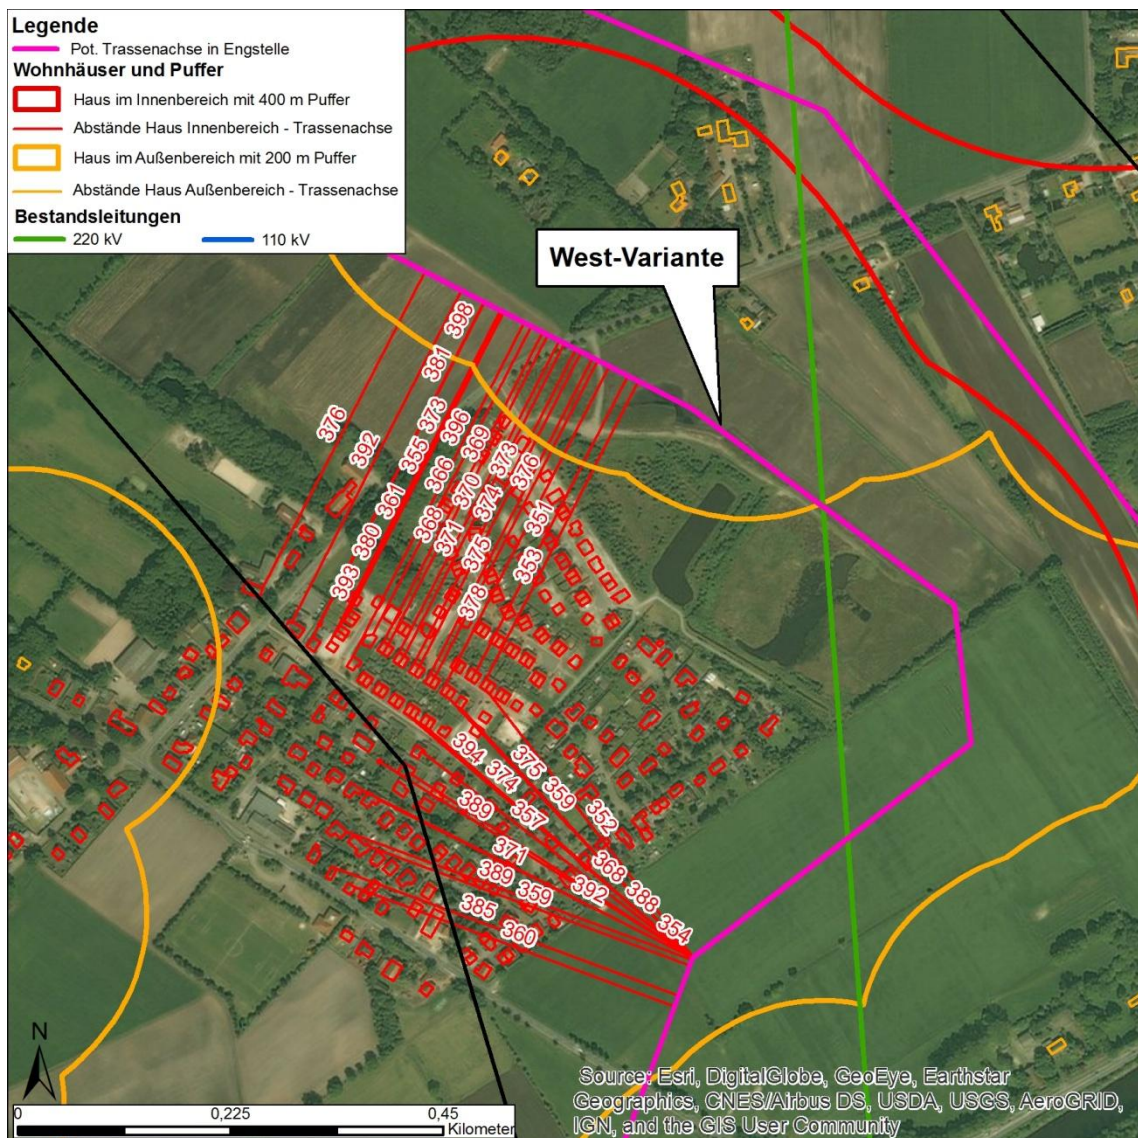 Legende
Pot. Trassenachse in Engstelle
Wohnhäuser und Puffer
Haus im Innenbereich mit 400 m Puffer
Abstände Haus Innenbereich - Trassenachse
Haus im Außenbereich mit 200 m Puffer
Abstände Haus Außenbereich - Trassenachse
Bestandsleitungen
220 kV 110 kV
West-Variante
398
381
376
373
392
396
355
369
361
366
373
376
370
380
374
368
351
371
393
375
353
378
394
375
374
359
389
357
352
371
368
389
359
392
388
385
354
360
N
Source: Esri, DigitalGlobe, GeoEye, Earthstar
Geographics, CNES/Airbus DS, USDA, USGS, AeroGRID,
IGN, and the GIS User Community
0 0,225 0,45
Kilometer